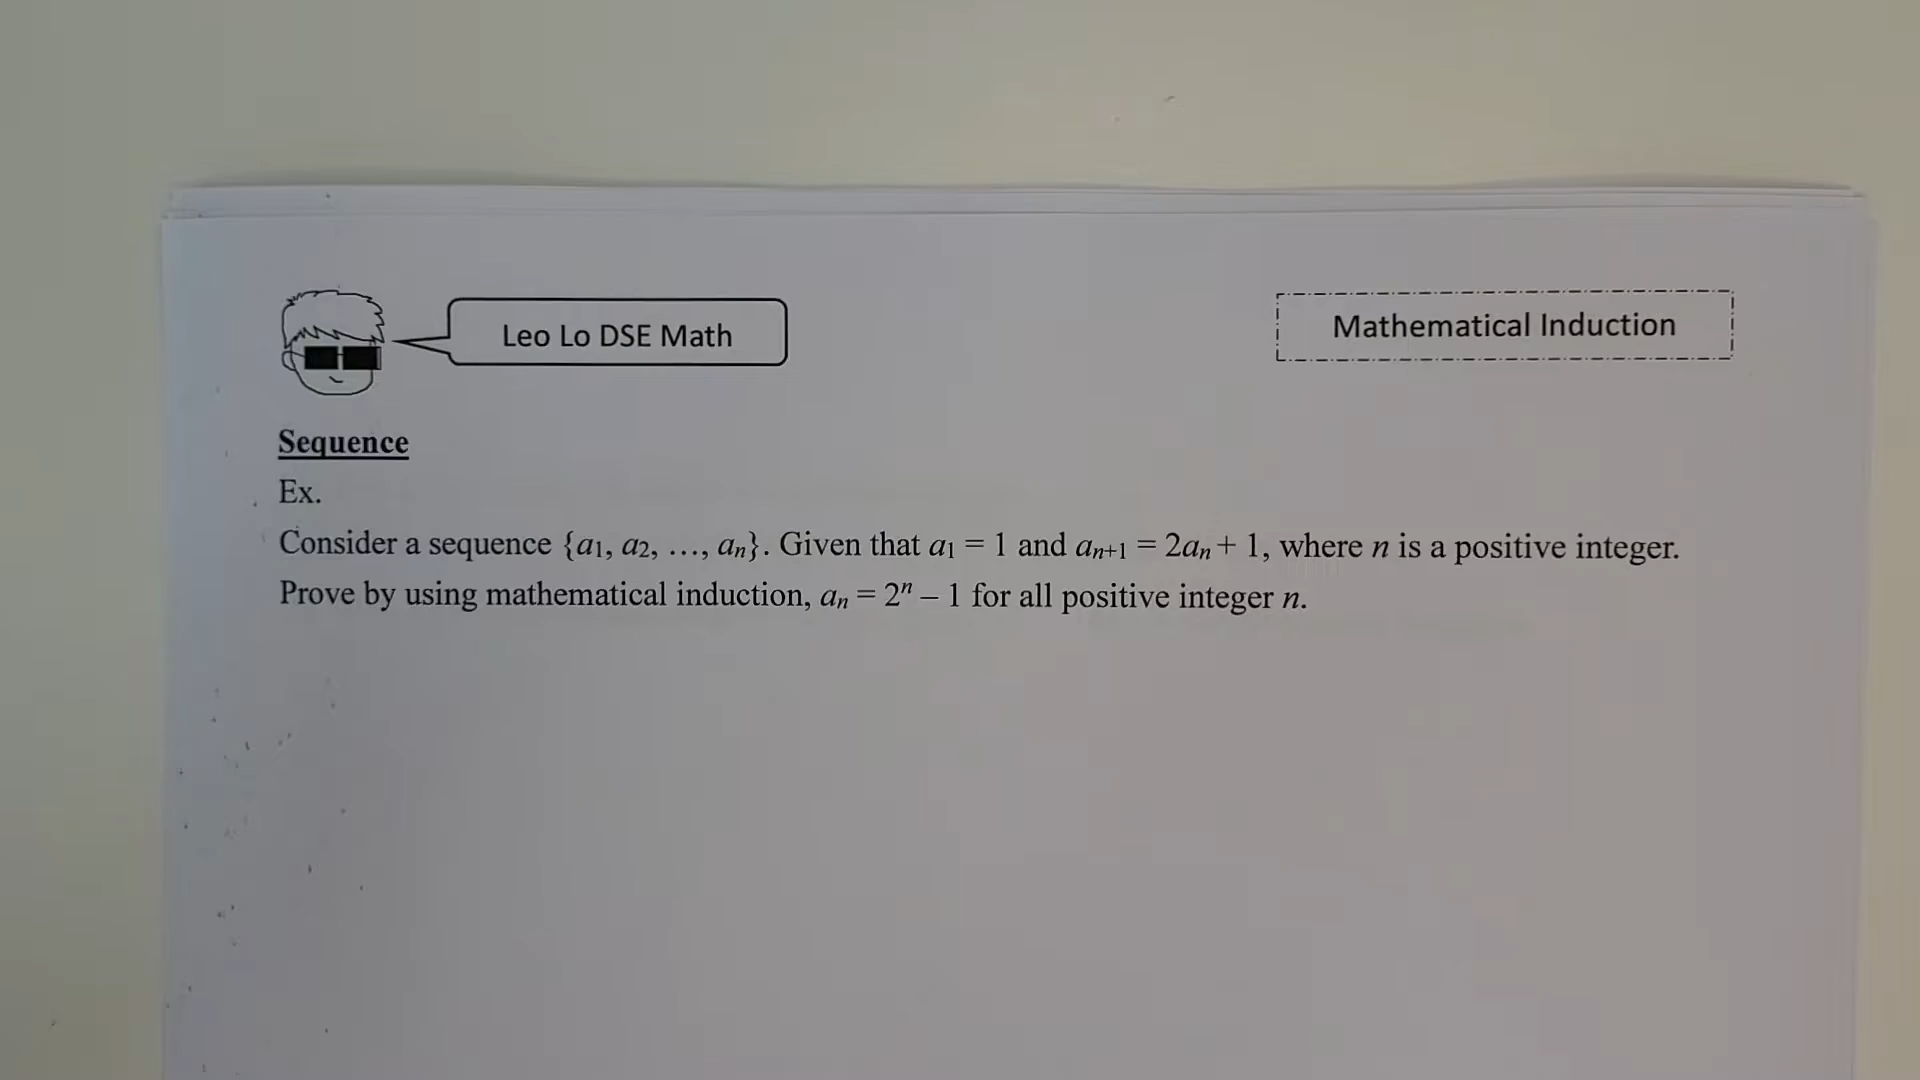 Leo Lo DSE Math
Mathematical Induction
Sequence
Ex.
Consider a sequence {a₁, a₂, …, aₙ}. Given that a₁ = 1 and aₙ₊₁ = 2aₙ + 1, where n is a positive integer.
Prove by using mathematical induction, aₙ = 2ⁿ – 1 for all positive integer n.